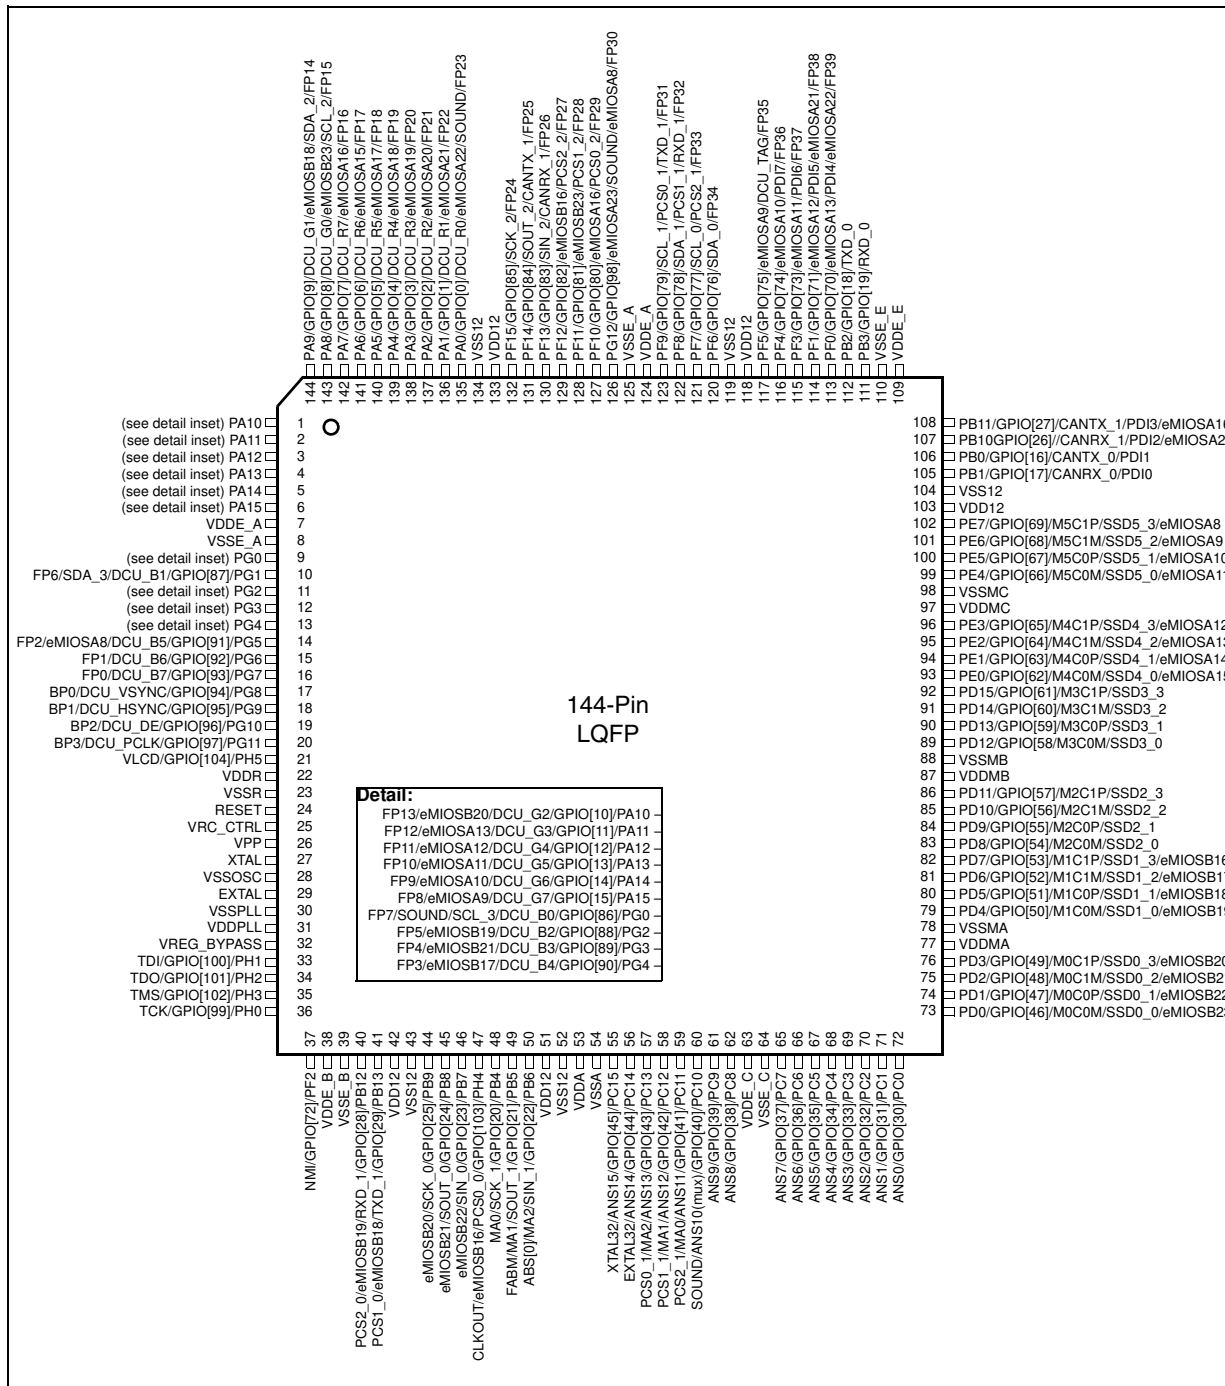 PA9/GPIO[9]/DCU_G1/eMIOSB18/SDA_2/FP14
PA8/GPIO[8]/DCU_G0/eMIOSB23/SCL_2/FP15
PA7/GPIO[7]/DCU_R7/eMIOSA16/FP16
PA6/GPIO[6]/DCU_R6/eMIOSA15/FP17
PA5/GPIO[5]/DCU_R5/eMIOSA17/FP18
PA4/GPIO[4]/DCU_R4/eMIOSA18/FP19
PA3/GPIO[3]/DCU_R3/eMIOSA19/FP20
PA2/GPIO[2]/DCU_R2/eMIOSA20/FP21
PA1/GPIO[1]/DCU_R1/eMIOSA21/FP22
PA0/GPIO[0]/DCU_R0/eMIOSA22/SOUND/FP23
VSS12
VDD12
PF15/GPIO[85]/SCK_2/FP24
PF14/GPIO[84]/SOUT_2/CANTX_1/FP25
PF13/GPIO[83]/SIN_2/CANRX_1/FP26
PF12/GPIO[82]/eMIOSB16/PCS2_2/FP27
PF11/GPIO[81]/eMIOSB23/PCS1_2/FP28
PF10/GPIO[80]/eMIOSA16/PCS0_2/FP29
PG12/GPIO[98]/eMIOSA23/SOUND/eMIOSA8/FP30
VSSE_A
VDDE_A
PF9/GPIO[79]/SCL_1/PCS0_1/TXD_1/FP31
PF8/GPIO[78]/SDA_1/PCS1_1/RXD_1/FP32
PF7/GPIO[77]/SCL_0/PCS2_1/FP33
PF6/GPIO[76]/SDA_0/FP34
VSS12
VDD12
PF5/GPIO[75]/eMIOSA9/DCU_TAG/FP35
PF4/GPIO[74]/eMIOSA10/PDI7/FP36
PF3/GPIO[73]/eMIOSA11/PDI6/FP37
PF1/GPIO[71]/eMIOSA12/PDI5/eMIOSA21/FP38
PF0/GPIO[70]/eMIOSA13/PDI4/eMIOSA22/FP39
PB2/GPIO[18]/TXD_0
PB3/GPIO[19]/RXD_0
VSSE_E
VDDE_E
144
143
142
141
140
139
138
137
136
135
134
133
132
131
130
129
128
127
126
125
124
123
122
121
120
119
118
117
116
115
114
113
112
111
110
109
(see detail inset) PA10 1
(see detail inset) PA11 2
(see detail inset) PA12 3
(see detail inset) PA13 4
(see detail inset) PA14 5
(see detail inset) PA15 6
VDDE_A 7
VSSE_A 8
(see detail inset) PG0 9
FP6/SDA_3/DCU_B1/GPIO[87]/PG1 10
(see detail inset) PG2 11
(see detail inset) PG3 12
(see detail inset) PG4 13
FP2/eMIOSA8/DCU_B5/GPIO[91]/PG5 14
FP1/DCU_B6/GPIO[92]/PG6 15
FP0/DCU_B7/GPIO[93]/PG7 16
BP0/DCU_VSYNC/GPIO[94]/PG8 17
BP1/DCU_HSYNC/GPIO[95]/PG9 18
BP2/DCU_DE/GPIO[96]/PG10 19
BP3/DCU_PCLK/GPIO[97]/PG11 20
VLCD/GPIO[104]/PH5 21
VDDR 22
VSSR 23
RESET 24
VRC_CTRL 25
VPP 26
XTAL 27
VSSOSC 28
EXTAL 29
VSSPLL 30
VDDPLL 31
VREG_BYPASS 32
TDI/GPIO[100]/PH1 33
TDO/GPIO[101]/PH2 34
TMS/GPIO[102]/PH3 35
TCK/GPIO[99]/PH0 36
144-Pin
LQFP
Detail:
FP13/eMIOSB20/DCU_G2/GPIO[10]/PA10
FP12/eMIOSA13/DCU_G3/GPIO[11]/PA11
FP11/eMIOSA12/DCU_G4/GPIO[12]/PA12
FP10/eMIOSA11/DCU_G5/GPIO[13]/PA13
FP9/eMIOSA10/DCU_G6/GPIO[14]/PA14
FP8/eMIOSA9/DCU_G7/GPIO[15]/PA15
FP7/SOUND/SCL_3/DCU_B0/GPIO[86]/PG0
FP5/eMIOSB19/DCU_B2/GPIO[88]/PG2
FP4/eMIOSB21/DCU_B3/GPIO[89]/PG3
FP3/eMIOSB17/DCU_B4/GPIO[90]/PG4
108 PB11/GPIO[27]/CANTX_1/PDI3/eMIOSA16
107 PB10GPIO[26]//CANRX_1/PDI2/eMIOSA2
106 PB0/GPIO[16]/CANTX_0/PDI1
105 PB1/GPIO[17]/CANRX_0/PDI0
104 VSS12
103 VDD12
102 PE7/GPIO[69]/M5C1P/SSD5_3/eMIOSA8
101 PE6/GPIO[68]/M5C1M/SSD5_2/eMIOSA9
100 PE5/GPIO[67]/M5C0P/SSD5_1/eMIOSA10
99 PE4/GPIO[66]/M5C0M/SSD5_0/eMIOSA11
98 VSSMC
97 VDDMC
96 PE3/GPIO[65]/M4C1P/SSD4_3/eMIOSA12
95 PE2/GPIO[64]/M4C1M/SSD4_2/eMIOSA13
94 PE1/GPIO[63]/M4C0P/SSD4_1/eMIOSA14
93 PE0/GPIO[62]/M4C0M/SSD4_0/eMIOSA15
92 PD15/GPIO[61]/M3C1P/SSD3_3
91 PD14/GPIO[60]/M3C1M/SSD3_2
90 PD13/GPIO[59]/M3C0P/SSD3_1
89 PD12/GPIO[58/M3C0M/SSD3_0
88 VSSMB
87 VDDMB
86 PD11/GPIO[57]/M2C1P/SSD2_3
85 PD10/GPIO[56]/M2C1M/SSD2_2
84 PD9/GPIO[55]/M2C0P/SSD2_1
83 PD8/GPIO[54]/M2C0M/SSD2_0
82 PD7/GPIO[53]/M1C1P/SSD1_3/eMIOSB16
81 PD6/GPIO[52]/M1C1M/SSD1_2/eMIOSB17
80 PD5/GPIO[51]/M1C0P/SSD1_1/eMIOSB18
79 PD4/GPIO[50]/M1C0M/SSD1_0/eMIOSB19
78 VSSMA
77 VDDMA
76 PD3/GPIO[49]/M0C1P/SSD0_3/eMIOSB20
75 PD2/GPIO[48]/M0C1M/SSD0_2/eMIOSB21
74 PD1/GPIO[47]/M0C0P/SSD0_1/eMIOSB22
73 PD0/GPIO[46]/M0C0M/SSD0_0/eMIOSB23
37
38
39
40
41
42
43
44
45
46
47
48
49
50
51
52
53
54
55
56
57
58
59
60
61
62
63
64
65
66
67
68
69
70
71
72
NMI/GPIO[72]/PF2
VDDE_B
VSSE_B
PCS2_0/eMIOSB19/RXD_1/GPIO[28]/PB12
PCS1_0/eMIOSB18/TXD_1/GPIO[29]/PB13
VDD12
VSS12
eMIOSB20/SCK_0/GPIO[25]/PB9
eMIOSB21/SOUT_0/GPIO[24]/PB8
eMIOSB22/SIN_0/GPIO[23]/PB7
CLKOUT/eMIOSB16/PCS0_0/GPIO[103]/PH4
MA0/SCK_1/GPIO[20]/PB4
FABM/MA1/SOUT_1/GPIO[21]/PB5
ABS[0]/MA2/SIN_1/GPIO[22]/PB6
VDD12
VSS12
VDDA
VSSA
XTAL32/ANS15/GPIO[45]/PC15
EXTAL32/ANS14/GPIO[44]/PC14
PCS0_1/MA2/ANS13/GPIO[43]/PC13
PCS1_1/MA1/ANS12/GPIO[42]/PC12
PCS2_1/MA0/ANS11/GPIO[41]/PC11
SOUND/ANS10(mux)/GPIO[40]/PC10
ANS9/GPIO[39]/PC9
ANS8/GPIO[38]/PC8
VDDE_C
VSSE_C
ANS7/GPIO[37]/PC7
ANS6/GPIO[36]/PC6
ANS5/GPIO[35]/PC5
ANS4/GPIO[34]/PC4
ANS3/GPIO[33]/PC3
ANS2/GPIO[32]/PC2
ANS1/GPIO[31]/PC1
ANS0/GPIO[30]/PC0